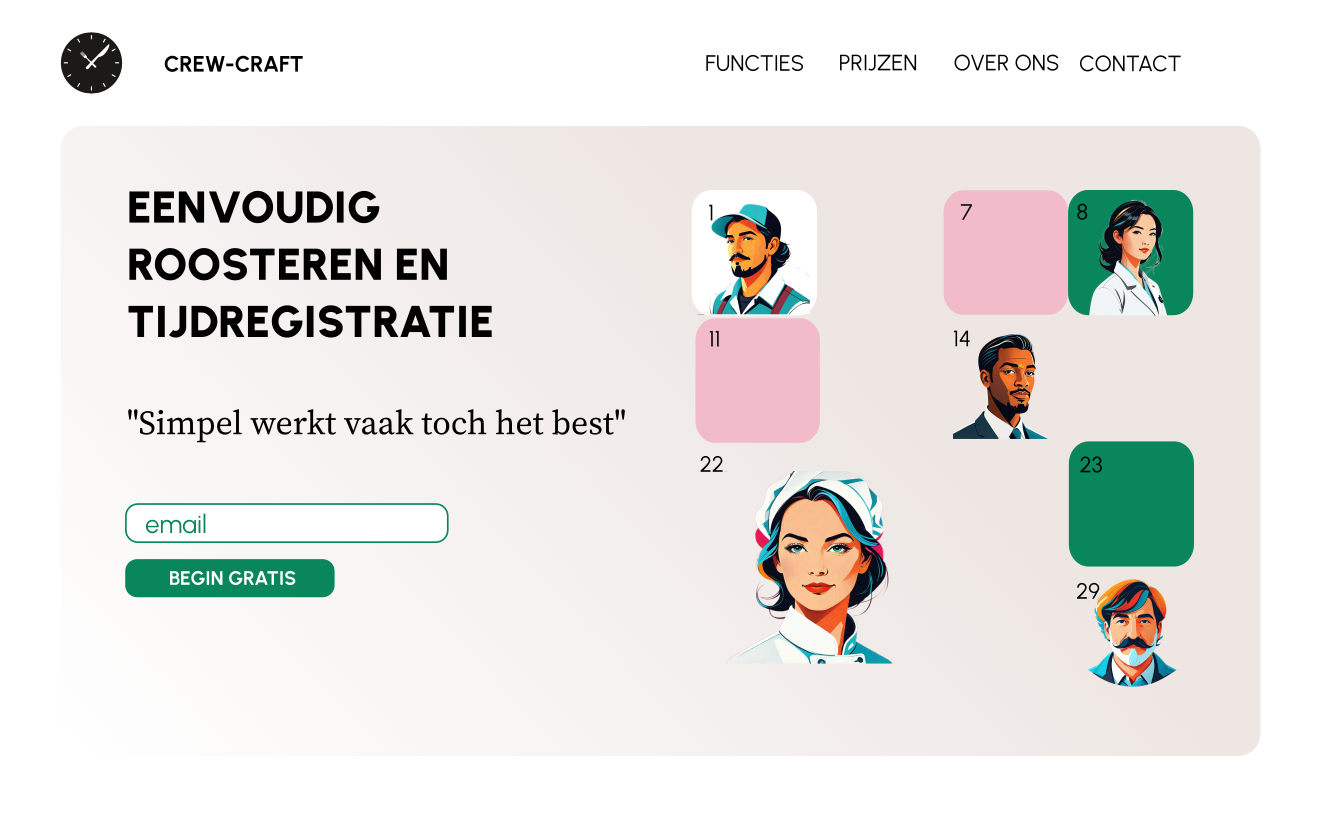 CREW-CRAFT
FUNCTIES
PRIJZEN
OVER ONS
CONTACT
EENVOUDIG
ROOSTEREN EN
TIJDREGISTRATIE
"Simpel werkt vaak toch het best"
email
BEGIN GRATIS
1
7
8
11
14
22
23
29